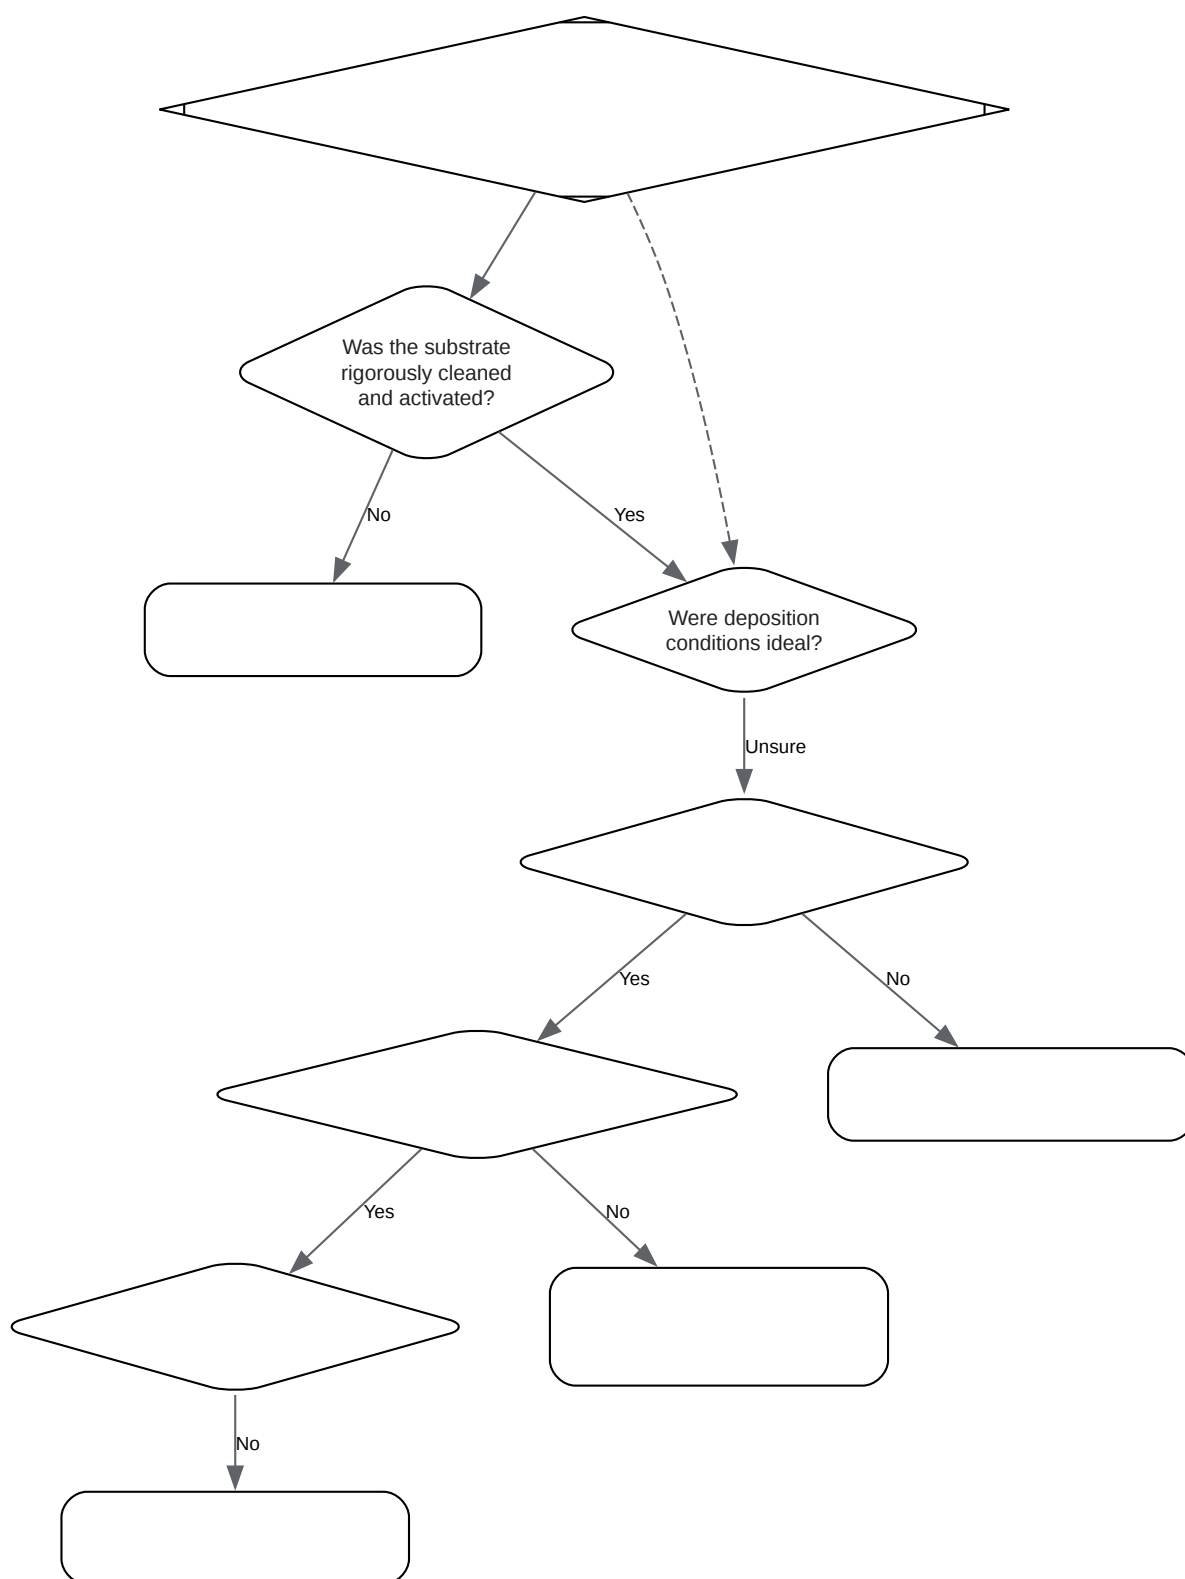 Was the substrate
rigorously cleaned
and activated?
No
Yes
Were deposition
conditions ideal?
Unsure
Yes
No
Yes
No
No